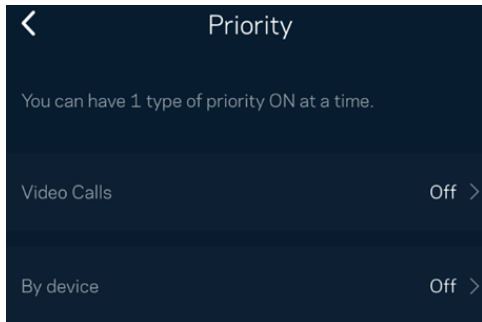 Priority
You can have 1 type of priority ON at a time.
Video Calls Off
By device Off